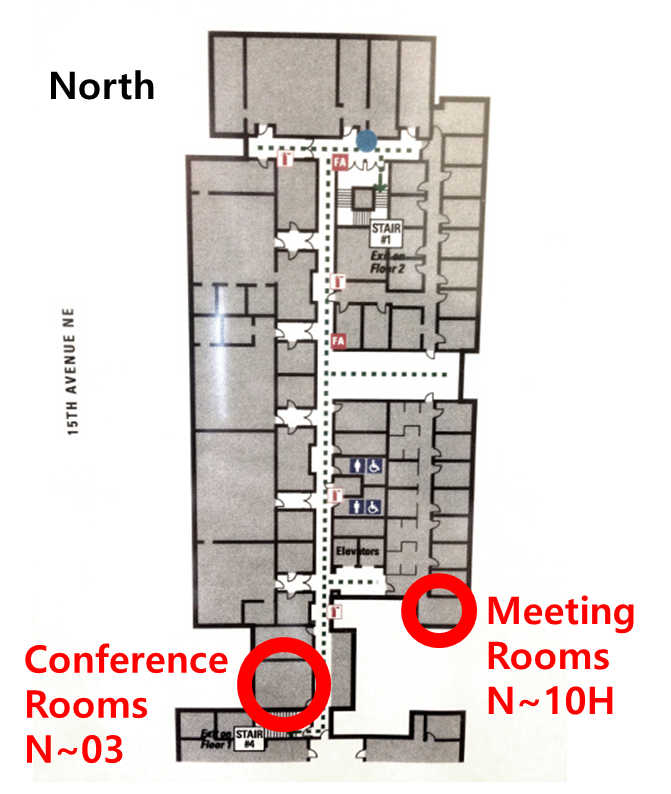 North
FA
STAIR
#1
Exit on
Floor 2
15TH AVENUE NE
FA
Elevators
Meeting
Rooms
N~10H
Conference
Rooms
N~03
Exit on
Floor 1
STAIR
#4